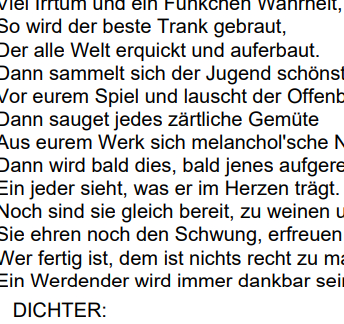 Viel Irrtum und ein Fünkchen Wahrheit,
So wird der beste Trank gebraut,
Der alle Welt erquickt und auferbaut.
Dann sammelt sich der Jugend schönst
Vor eurem Spiel und lauscht der Offenb
Dann sauget jedes zärtliche Gemüte
Aus eurem Werk sich melanchol'sche N
Dann wird bald dies, bald jenes aufgere
Ein jeder sieht, was er im Herzen trägt.
Noch sind sie gleich bereit, zu weinen u
Sie ehren noch den Schwung, erfreuen
Wer fertig ist, dem ist nichts recht zu ma
Ein Werdender wird immer dankbar sei
DICHTER: